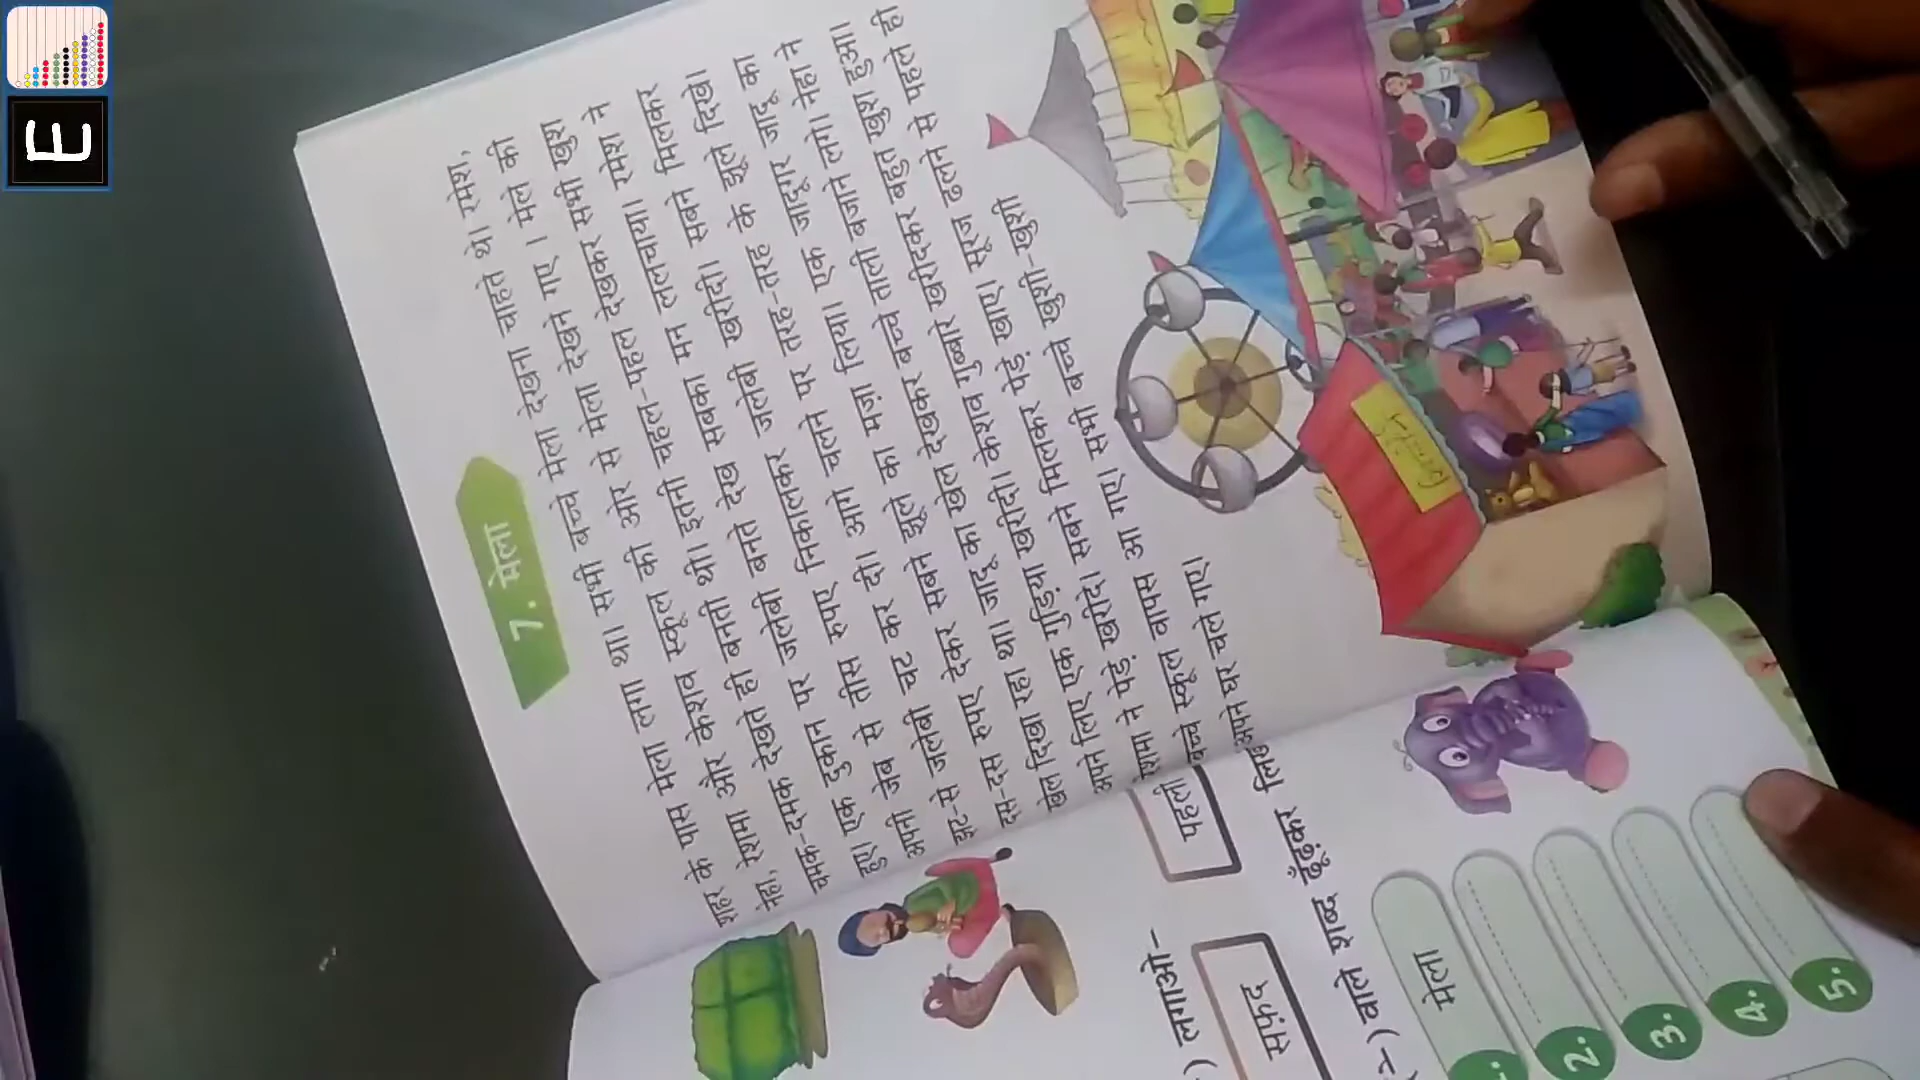 E
7. मेला
शहर के पास मेला लगा था। सभी बच्चे मेला देखना चाहते थे। रमेश,
नेहा, रेशमा और केशव स्कूल की ओर से मेला देखने गए । मेले की
चमक-दमक देखते ही बनती थी। इतनी चहल-पहल देखकर सभी खुश
हुए। एक दुकान पर जलेबी बनते देख सबका मन ललचाया। रमेश ने
अपनी जेब से तीस रुपए निकालकर जलेबी खरीदी। सबने मिलकर
झट-से जलेबी चट कर दी। आगे चलने पर तरह-तरह के झूले दिखे।
दस-दस रुपए देकर सबने झूले का मज़ा लिया। एक जादूगर जादू का
खेल दिखा रहा था। जादू का खेल देखकर बच्चे ताली बजाने लगे। नेहा ने
अपने लिए एक गुड़िया खरीदी। केशव गुब्बारे खरीदकर बहुत खुश हुआ।
रेशमा ने पेड़े खरीदे। सबने मिलकर पेड़े खाए। सूरज ढलने से पहले ही
बच्चे स्कूल वापस आ गए। सभी बच्चे खुशी-खुशी
अपने घर चले गए।
) लगाओ-
सफ़ेद
पहली
) वाले शब्द ढूँढ़कर
मेला
2.
3.
4.
5.